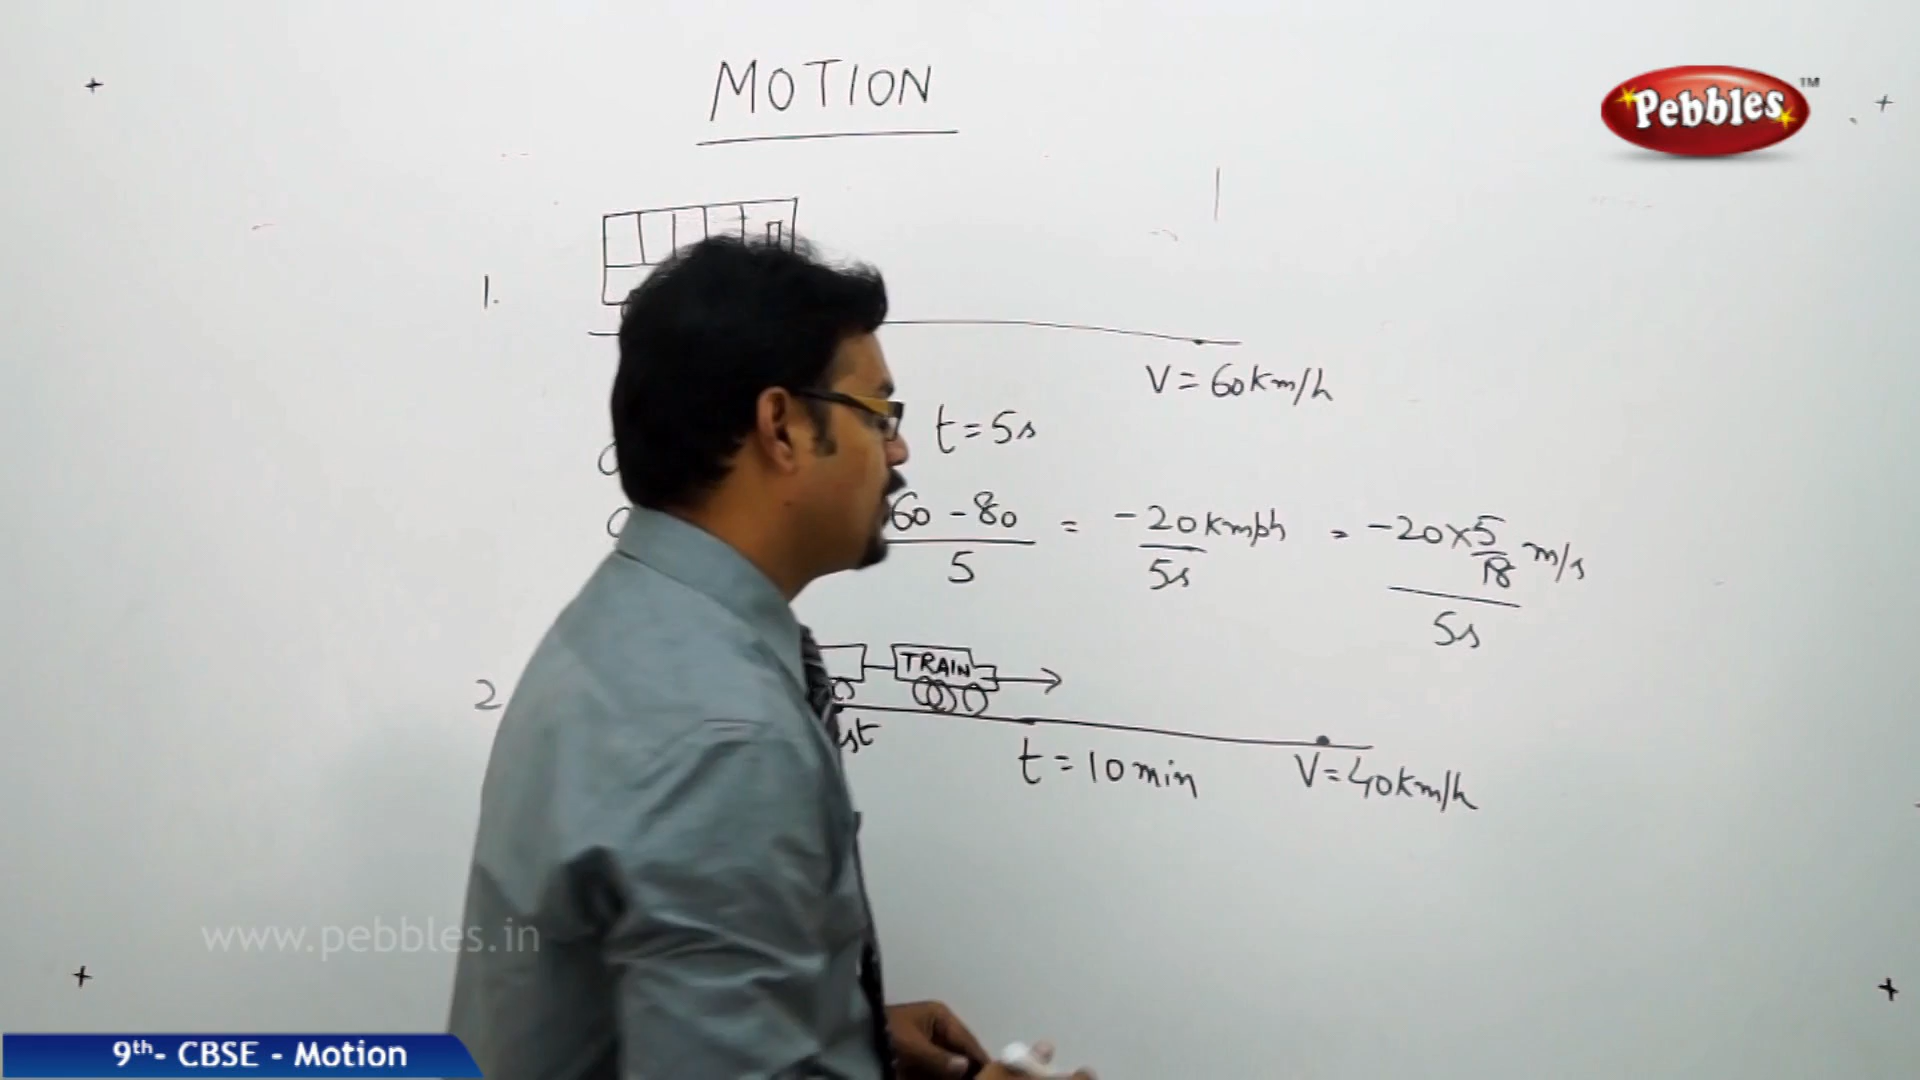 MOTION
Pebbles™
1.
V = 60km/h
t = 5s
60 - 80 / 5 = -20kmph / 5s = -20 x 5/18 m/s / 5s
TRAIN
2
t = 10min
V = 40km/h
www.pebbles.in
9th- CBSE - Motion